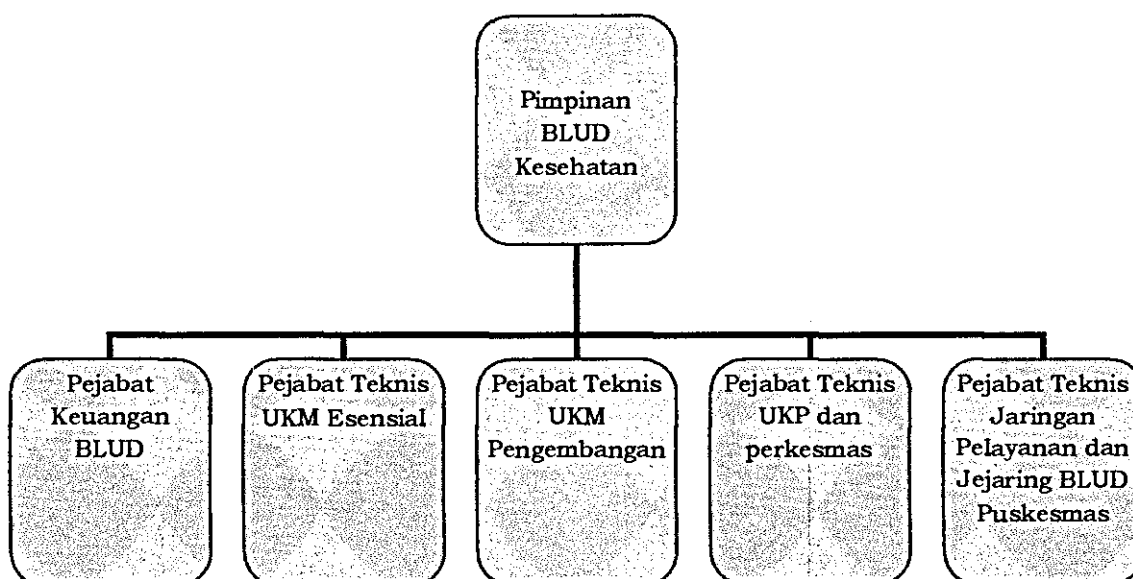 Pimpinan
BLUD
Kesehatan
Pejabat
Keuangan
BLUD
Pejabat Teknis
UKM Esensial
Pejabat Teknis
UKM
Pengembangan
Pejabat Teknis
UKP dan
perkesmas
Pejabat Teknis
Jaringan
Pelayanan dan
Jejaring BLUD
Puskesmas